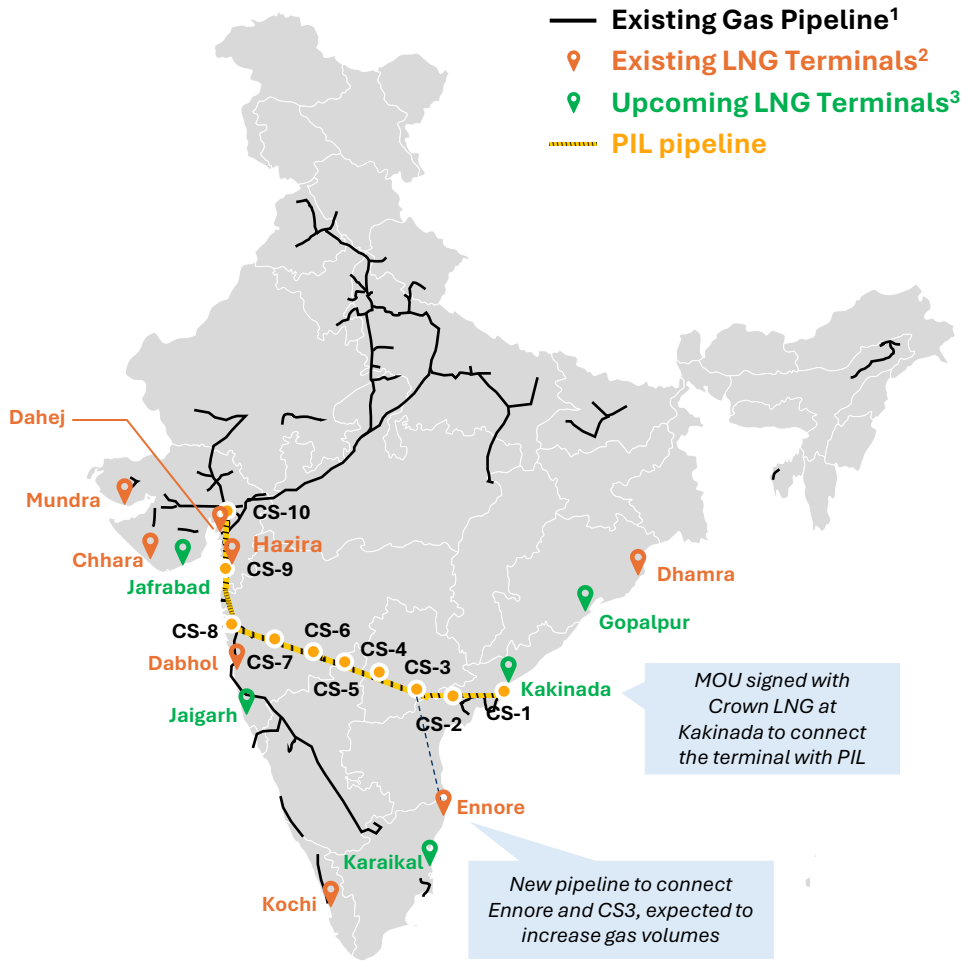 Existing Gas Pipeline¹
Existing LNG Terminals²
Upcoming LNG Terminals³
PIL pipeline
Dahej
Mundra
CS-10
Chhara
Hazira
Jafrabad
CS-9
Dhamra
Gopalpur
CS-8
CS-6
Dabhol
CS-7
CS-4
CS-5
CS-3
Kakinada
Jaigarh
CS-2
CS-1
MOU signed with
Crown LNG at
Kakinada to connect
the terminal with PIL
Ennore
Karaikal
Kochi
New pipeline to connect
Ennore and CS3, expected to
increase gas volumes